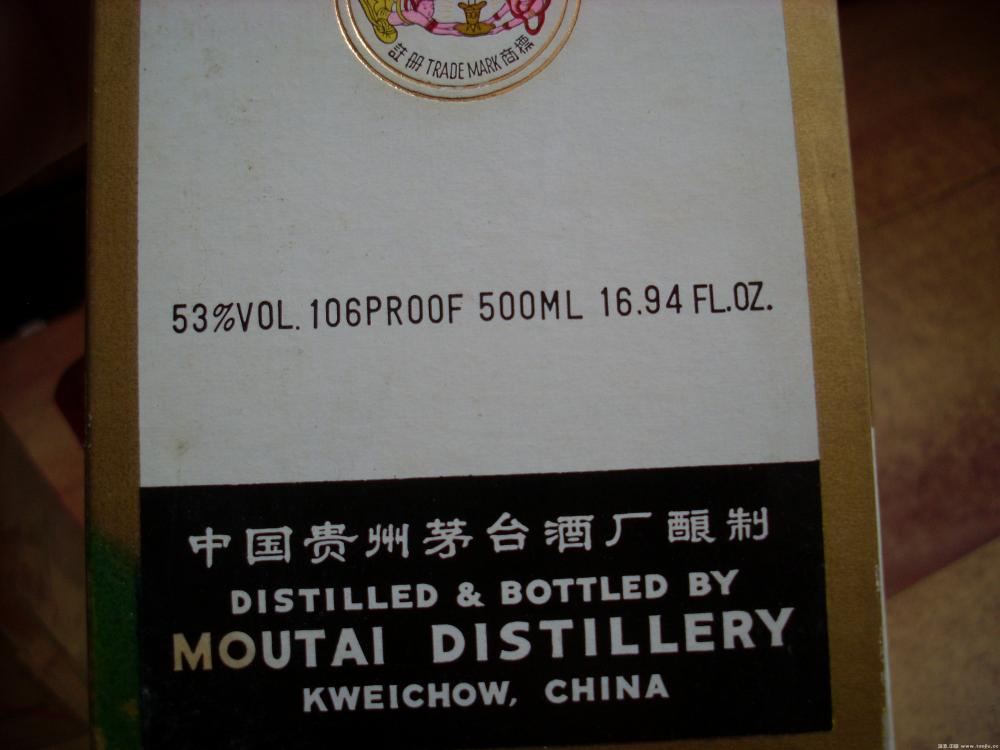 註册 TRADE MARK 商標
53%VOL. 106PROOF 500ML 16.94 FL.OZ.
中国贵州茅台酒厂酿制
DISTILLED & BOTTLED BY
MOUTAI DISTILLERY
KWEICHOW, CHINA